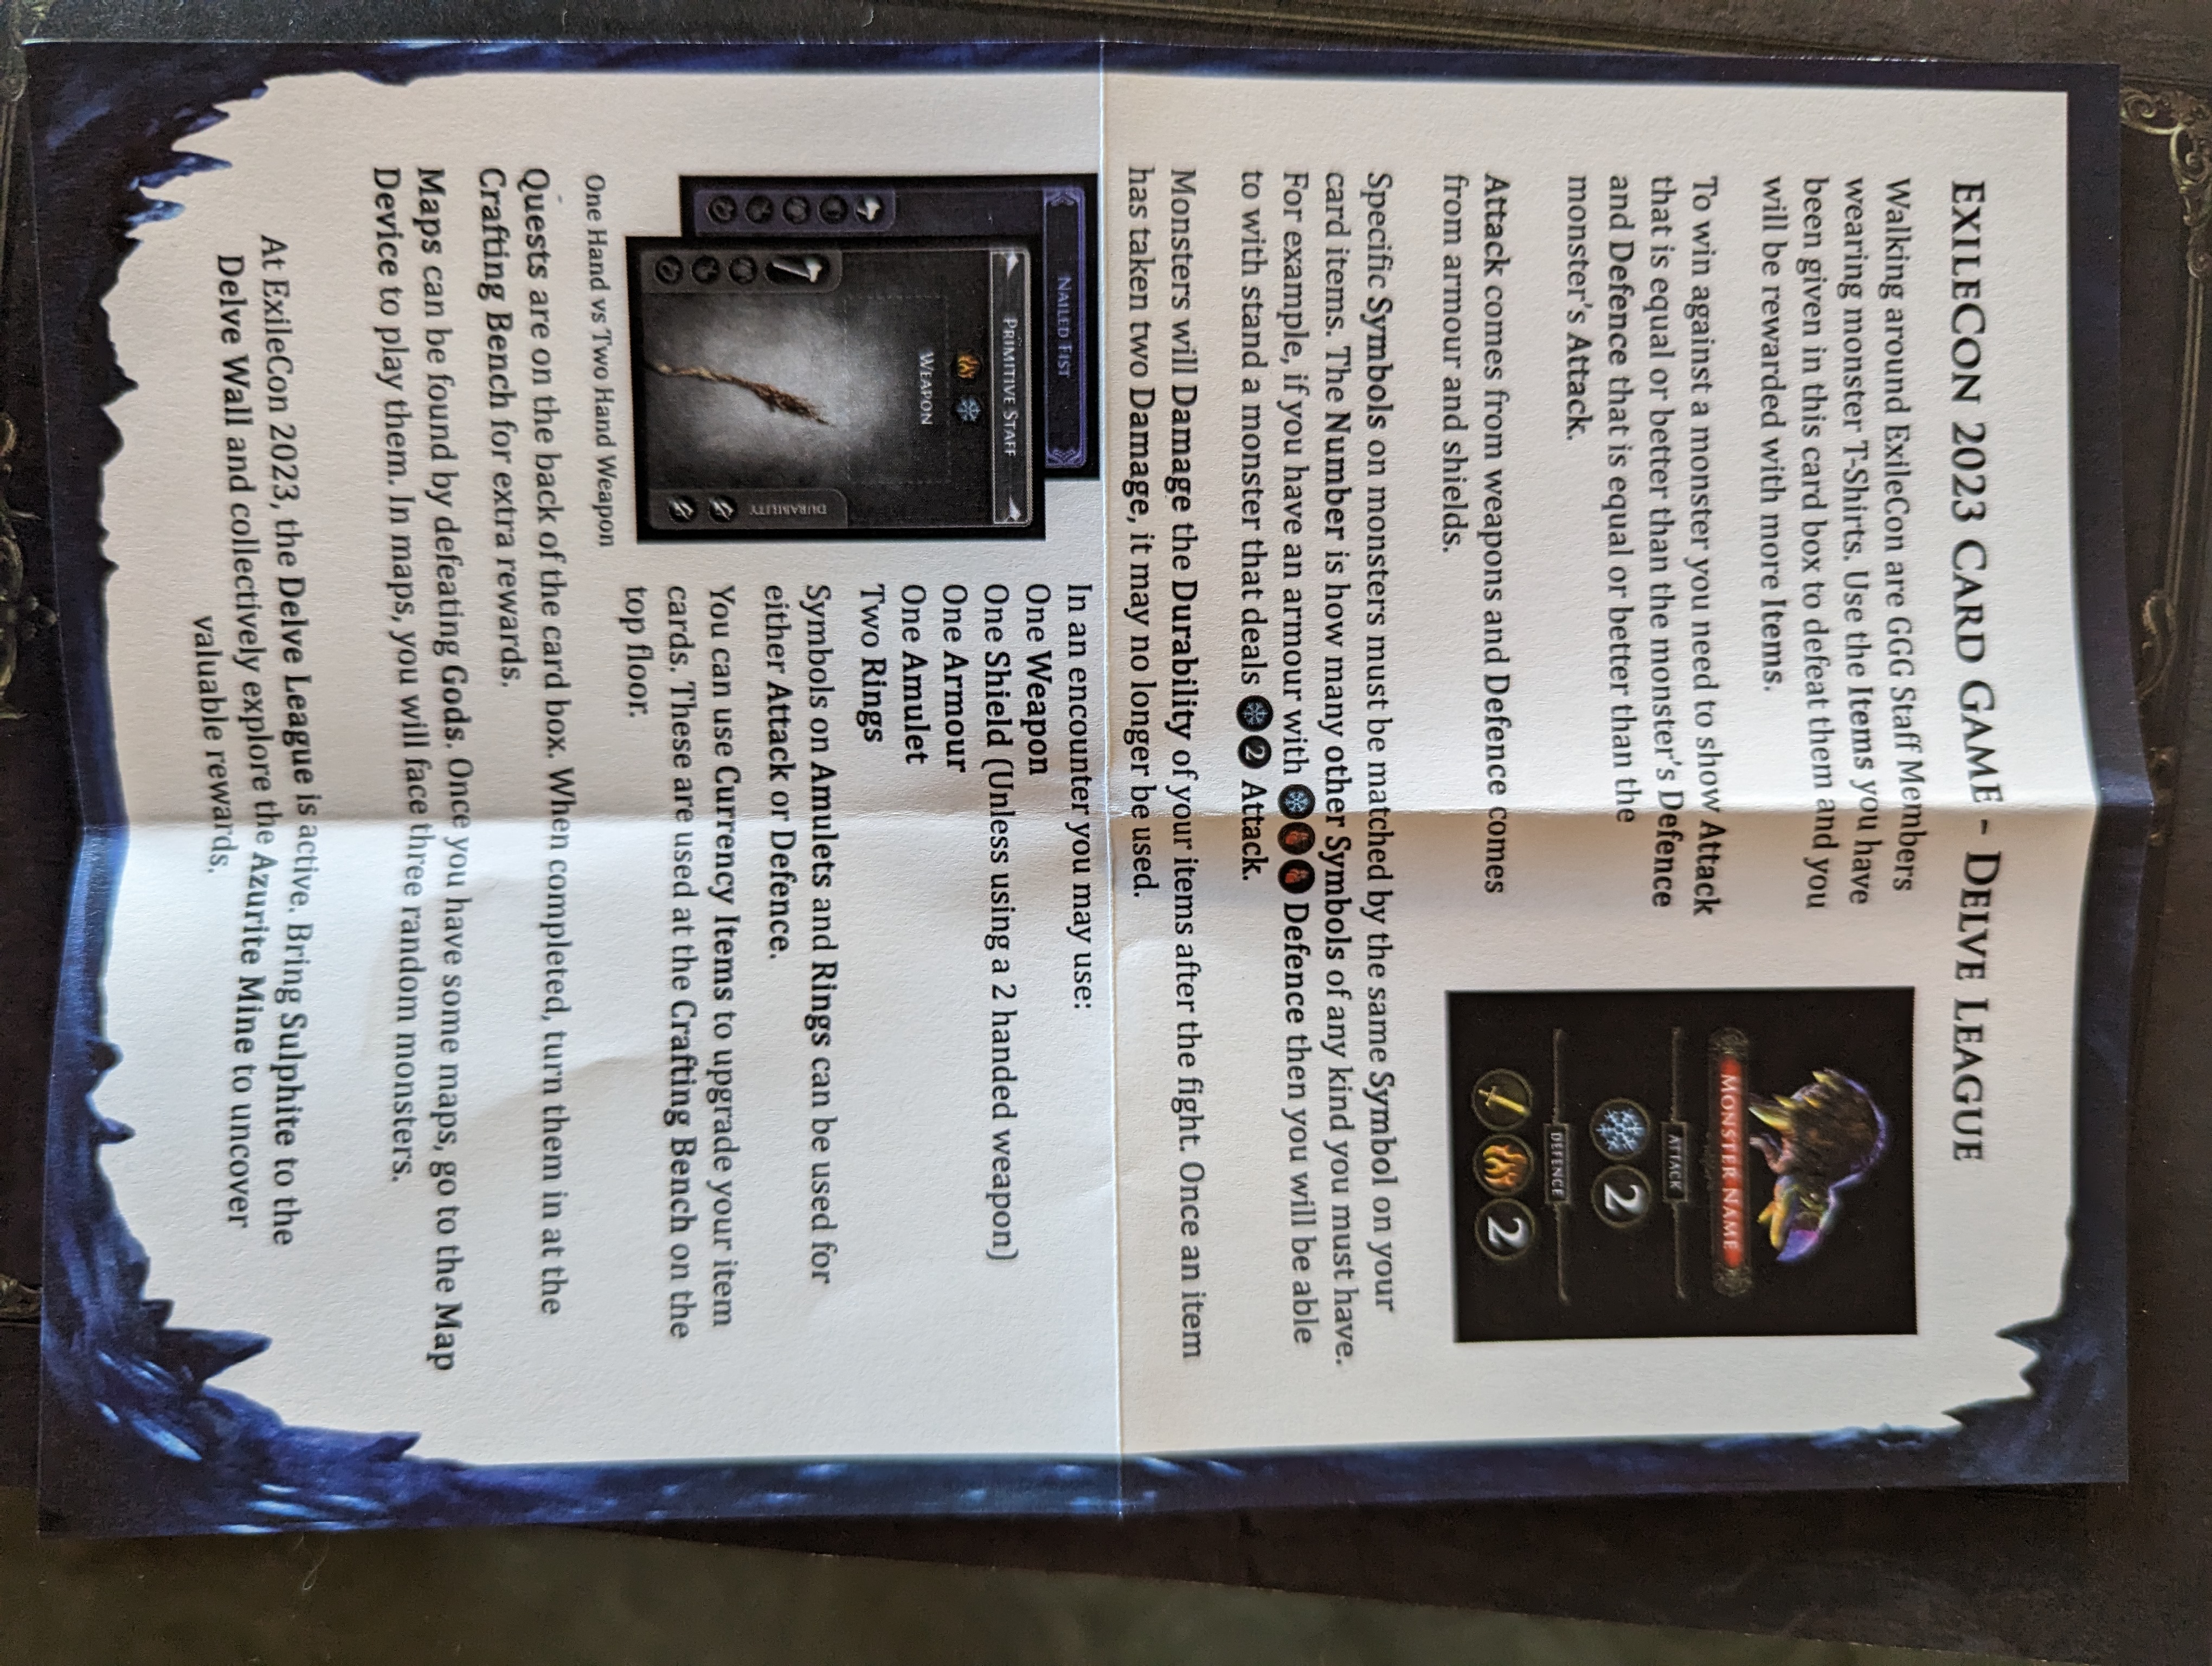 EXILECON 2023 CARD GAME - DELVE LEAGUE
Walking around ExileCon are GGG Staff Members
wearing monster T-Shirts. Use the Items you have
been given in this card box to defeat them and you
will be rewarded with more Items.
To win against a monster you need to show Attack
that is equal or better than the monster's Defence
and Defence that is equal or better than the
monster's Attack.
Attack comes from weapons and Defence comes
from armour and shields.
MONSTER NAME
ATTACK
2
DEFENCE
2
Specific Symbols on monsters must be matched by the same Symbol on your
card items. The Number is how many other Symbols of any kind you must have.
For example, if you have an armour with Defence then you will be able
to with stand a monster that deals 2 Attack.
Monsters will Damage the Durability of your items after the fight. Once an item
has taken two Damage, it may no longer be used.
NAILED FIST
PRIMITIVE STAFF
WEAPON
DURABILITY
One Hand vs Two Hand Weapon
In an encounter you may use:
One Weapon
One Shield (Unless using a 2 handed weapon)
One Armour
One Amulet
Two Rings
Symbols on Amulets and Rings can be used for
either Attack or Defence.
You can use Currency Items to upgrade your item
cards. These are used at the Crafting Bench on the
top floor.
Quests are on the back of the card box. When completed, turn them in at the
Crafting Bench for extra rewards.
Maps can be found by defeating Gods. Once you have some maps, go to the Map
Device to play them. In maps, you will face three random monsters.
At ExileCon 2023, the Delve League is active. Bring Sulphite to the
Delve Wall and collectively explore the Azurite Mine to uncover
valuable rewards.